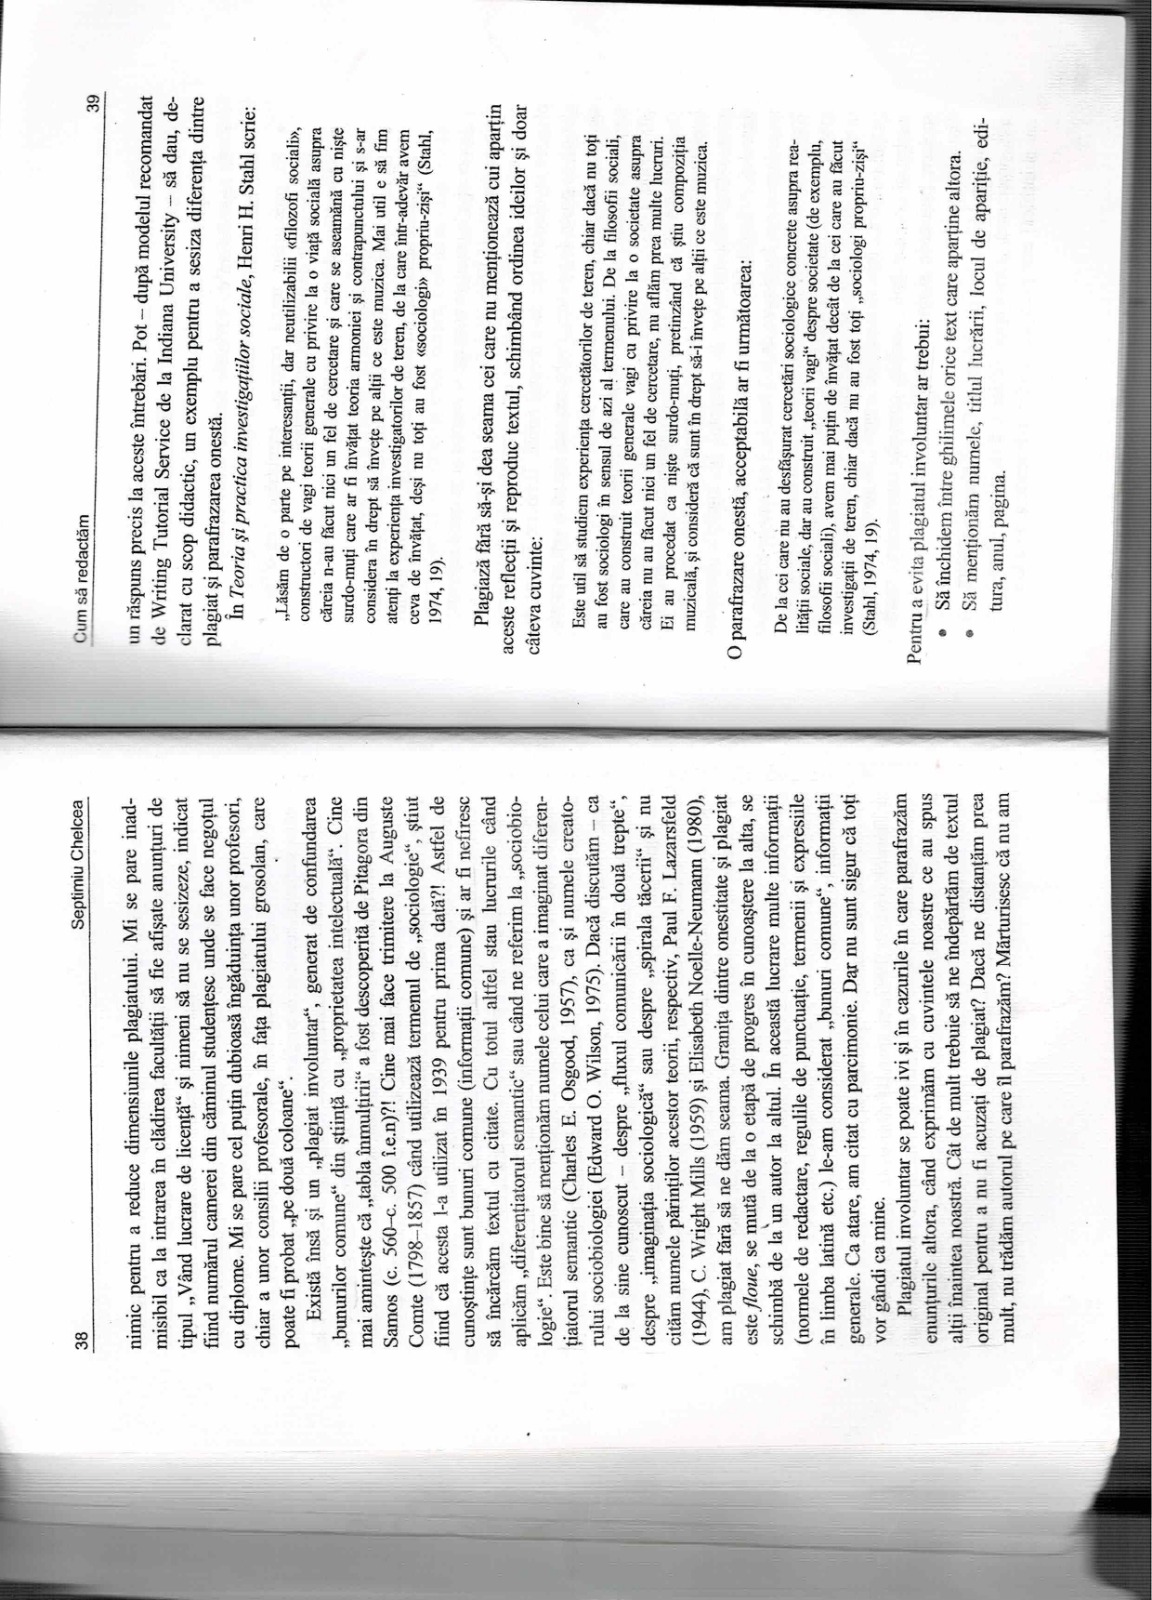 38
Septimiu Chelcea
nimic pentru a reduce dimensiunile plagiatului. Mi se pare inad-
misibil ca la intrarea în clădirea facultății să fie afișate anunțuri de
tipul „Vând lucrare de licență“ și nimeni să nu se sesizeze, indicat
fiind numărul camerei din căminul studențesc unde se face negoțul
cu diplome. Mi se pare cel puțin dubioasă îngăduința unor profesori,
chiar a unor consilii profesorale, în fața plagiatului grosolan, care
poate fi probat „pe două coloane“.
Există însă și un „plagiat involuntar“, generat de confundarea
„bunurilor comune“ din știință cu „proprietatea intelectuală“. Cine
mai amintește că „tabla înmulțirii“ a fost descoperită de Pitagora din
Samos (c. 560–c. 500 î.e.n)?! Cine mai face trimitere la Auguste
Comte (1798–1857) când utilizează termenul de „sociologie“, știut
fiind că acesta l-a utilizat în 1939 pentru prima dată?! Astfel de
cunoștințe sunt bunuri comune (informații comune) și ar fi nefiresc
să încărcăm textul cu citate. Cu totul altfel stau lucrurile când
aplicăm „diferențiatorul semantic“ sau când ne referim la „sociobio-
logie“. Este bine să menționăm numele celui care a imaginat diferen-
țiatorul semantic (Charles E. Osgood, 1957), ca și numele creato-
rului sociobiologiei (Edward O. Wilson, 1975). Dacă discutăm – ca
de la sine cunoscut – despre „fluxul comunicării în două trepte“,
despre „imaginația sociologică“ sau despre „spirala tăcerii“ și nu
cităm numele părinților acestor teorii, respectiv, Paul F. Lazarsfeld
(1944), C. Wright Mills (1959) și Elisabeth Noelle-Neumann (1980),
am plagiat fără să ne dăm seama. Granița dintre onestitate și plagiat
este floue, se mută de la o etapă de progres în cunoaștere la alta, se
schimbă de la un autor la altul. În această lucrare multe informații
(normele de redactare, regulile de punctuație, termenii și expresiile
în limba latină etc.) le-am considerat „bunuri comune“, informații
generale. Ca atare, am citat cu parcimonie. Dar nu sunt sigur că toți
vor gândi ca mine.
Plagiatul involuntar se poate ivi și în cazurile în care parafrazăm
enunțurile altora, când exprimăm cu cuvintele noastre ce au spus
alții înaintea noastră. Cât de mult trebuie să ne îndepărtăm de textul
original pentru a nu fi acuzați de plagiat? Dacă ne distanțăm prea
mult, nu trădăm autorul pe care îl parafrazăm? Mărturisesc că nu am
Cum să redactăm
39
un răspuns precis la aceste întrebări. Pot – după modelul recomandat
de Writing Tutorial Service de la Indiana University – să dau, de-
clarat cu scop didactic, un exemplu pentru a sesiza diferența dintre
plagiat și parafrazarea onestă.
În Teoria și practica investigațiilor sociale, Henri H. Stahl scrie:
„Lăsăm de o parte pe interesanții, dar neutilizabilii «filozofi sociali»,
constructori de vagi teorii generale cu privire la o viață socială asupra
căreia n-au făcut nici un fel de cercetare și care se aseamănă cu niște
surdo-muți care ar fi învățat teoria armoniei și contrapunctului și s-ar
considera în drept să învețe pe alții ce este muzica. Mai util e să fim
atenți la experiența investigatorilor de teren, de la care într-adevăr avem
ceva de învățat, deși nu toți au fost «sociologi» propriu-ziși“ (Stahl,
1974, 19).
Plagiază fără să-și dea seama cei care nu menționează cui aparțin
aceste reflecții și reproduc textul, schimbând ordinea ideilor și doar
câteva cuvinte:
Este util să studiem experiența cercetătorilor de teren, chiar dacă nu toți
au fost sociologi în sensul de azi al termenului. De la filosofii sociali,
care au construit teorii generale vagi cu privire la o societate asupra
căreia nu au făcut nici un fel de cercetare, nu aflăm prea multe lucruri.
Ei au procedat ca niște surdo-muți, pretinzând că știu compoziția
muzicală, și consideră că sunt în drept să-i învețe pe alții ce este muzica.
O parafrazare onestă, acceptabilă ar fi următoarea:
De la cei care nu au desfășurat cercetări sociologice concrete asupra rea-
lității sociale, dar au construit „teorii vagi“ despre societate (de exemplu,
filosofii sociali), avem mai puțin de învățat decât de la cei care au făcut
investigații de teren, chiar dacă nu au fost toți „sociologi propriu-ziși“
(Stahl, 1974, 19).
Pentru a evita plagiatul involuntar ar trebui:
• Să închidem între ghilimele orice text care aparține altora.
• Să menționăm numele, titlul lucrării, locul de apariție, edi-
tura, anul, pagina.